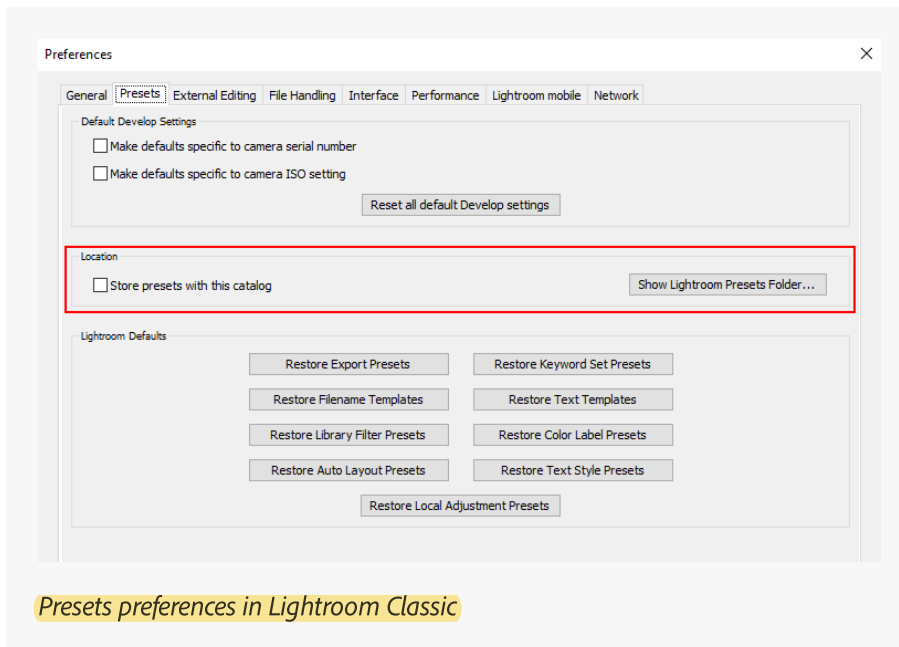 Preferences
General Presets External Editing File Handling Interface Performance Lightroom mobile Network
Default Develop Settings
Make defaults specific to camera serial number
Make defaults specific to camera ISO setting
Reset all default Develop settings
Location
Store presets with this catalog Show Lightroom Presets Folder...
Lightroom Defaults
Restore Export Presets Restore Keyword Set Presets
Restore Filename Templates Restore Text Templates
Restore Library Filter Presets Restore Color Label Presets
Restore Auto Layout Presets Restore Text Style Presets
Restore Local Adjustment Presets
Presets preferences in Lightroom Classic